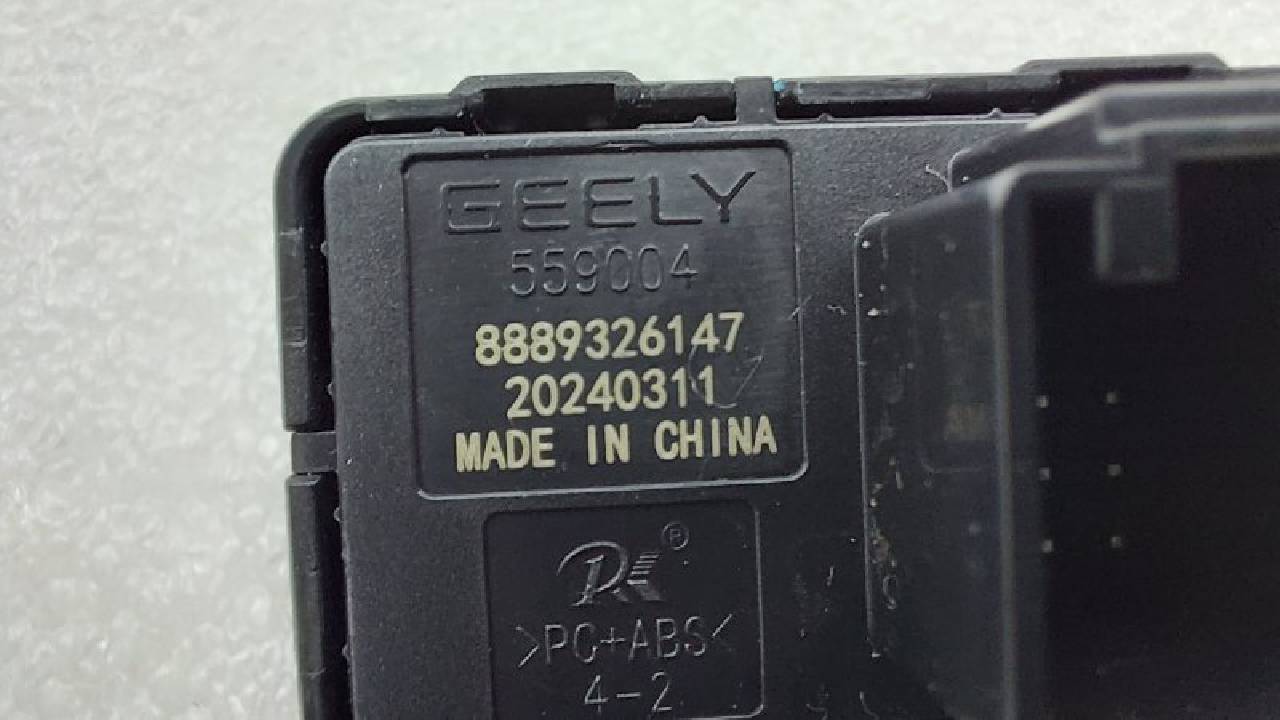 GEELY
559004
8889326147
20240311
MADE IN CHINA
®
>PC+ABS<
4-2